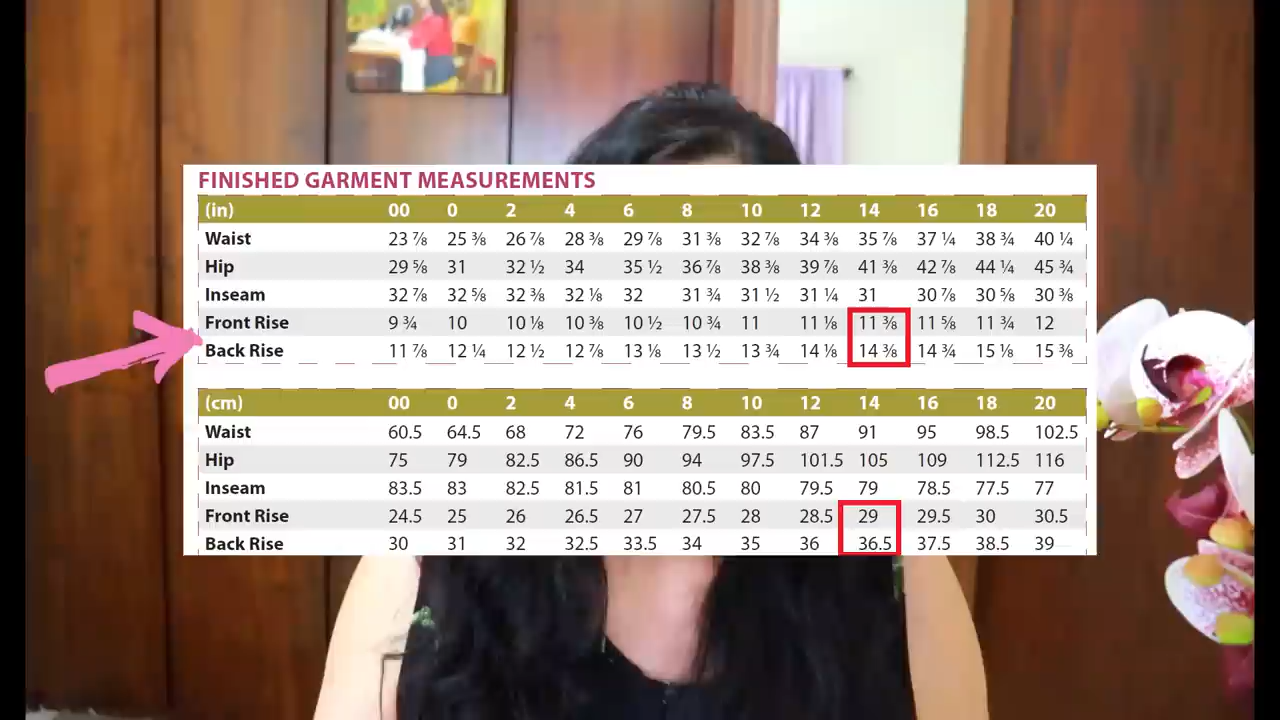 FINISHED GARMENT MEASUREMENTS
(in) 00 0 2 4 6 8 10 12 14 16 18 20
Waist 23 ⅞ 25 ⅜ 26 ⅞ 28 ⅜ 29 ⅞ 31 ⅜ 32 ⅞ 34 ⅜ 35 ⅞ 37 ¼ 38 ¾ 40 ¼
Hip 29 ⅝ 31 32 ½ 34 35 ½ 36 ⅞ 38 ⅜ 39 ⅞ 41 ⅜ 42 ⅞ 44 ¼ 45 ¾
Inseam 32 ⅞ 32 ⅝ 32 ⅜ 32 ⅛ 32 31 ¾ 31 ½ 31 ¼ 31 30 ⅞ 30 ⅝ 30 ⅜
Front Rise 9 ¾ 10 10 ⅛ 10 ⅜ 10 ½ 10 ¾ 11 11 ⅛ 11 ⅜ 11 ⅝ 11 ¾ 12
Back Rise 11 ⅞ 12 ¼ 12 ½ 12 ⅞ 13 ⅛ 13 ½ 13 ¾ 14 ⅛ 14 ⅜ 14 ¾ 15 ⅛ 15 ⅜
(cm) 00 0 2 4 6 8 10 12 14 16 18 20
Waist 60.5 64.5 68 72 76 79.5 83.5 87 91 95 98.5 102.5
Hip 75 79 82.5 86.5 90 94 97.5 101.5 105 109 112.5 116
Inseam 83.5 83 82.5 81.5 81 80.5 80 79.5 79 78.5 77.5 77
Front Rise 24.5 25 26 26.5 27 27.5 28 28.5 29 29.5 30 30.5
Back Rise 30 31 32 32.5 33.5 34 35 36 36.5 37.5 38.5 39